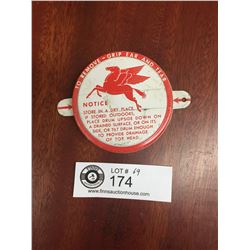 TO REMOVE - GRIP EAR AND TEAR
NOTICE
STORE IN A DRY PLACE
IF STORED OUTDOORS,
PLACE DRUM UPSIDE DOWN ON
A DRAINED SURFACE, OR ON ITS
SIDE, OR TILT DRUM ENOUGH
TO PROVIDE DRAINAGE
OF TOP HEAD.
LOT # 69
174
www.finnsauctionhouse.com